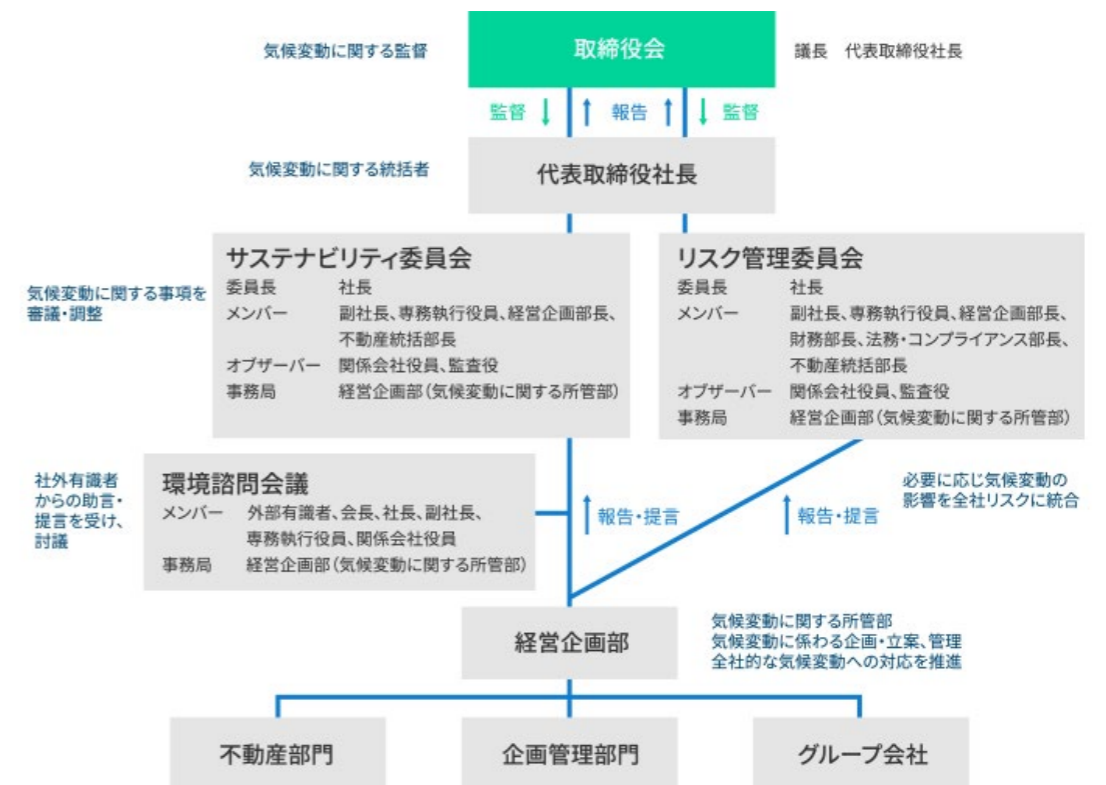 気候変動に関する監督
取締役会
議長 代表取締役社長
監督
報告
監督
気候変動に関する統括者
代表取締役社長
気候変動に関する事項を
審議・調整
サステナビリティ委員会
委員長 社長
メンバー 副社長、専務執行役員、経営企画部長、
不動産統括部長
オブザーバー 関係会社役員、監査役
事務局 経営企画部(気候変動に関する所管部)
リスク管理委員会
委員長 社長
メンバー 副社長、専務執行役員、経営企画部長、
財務部長、法務・コンプライアンス部長、
不動産統括部長
オブザーバー 関係会社役員、監査役
事務局 経営企画部(気候変動に関する所管部)
社外有識者
からの助言・
提言を受け、
討議
環境諮問会議
メンバー 外部有識者、会長、社長、副社長、
専務執行役員、関係会社役員
事務局 経営企画部(気候変動に関する所管部)
報告・提言
報告・提言
必要に応じ気候変動の
影響を全社リスクに統合
経営企画部
気候変動に関する所管部
気候変動に係わる企画・立案、管理
全社的な気候変動への対応を推進
不動産部門
企画管理部門
グループ会社